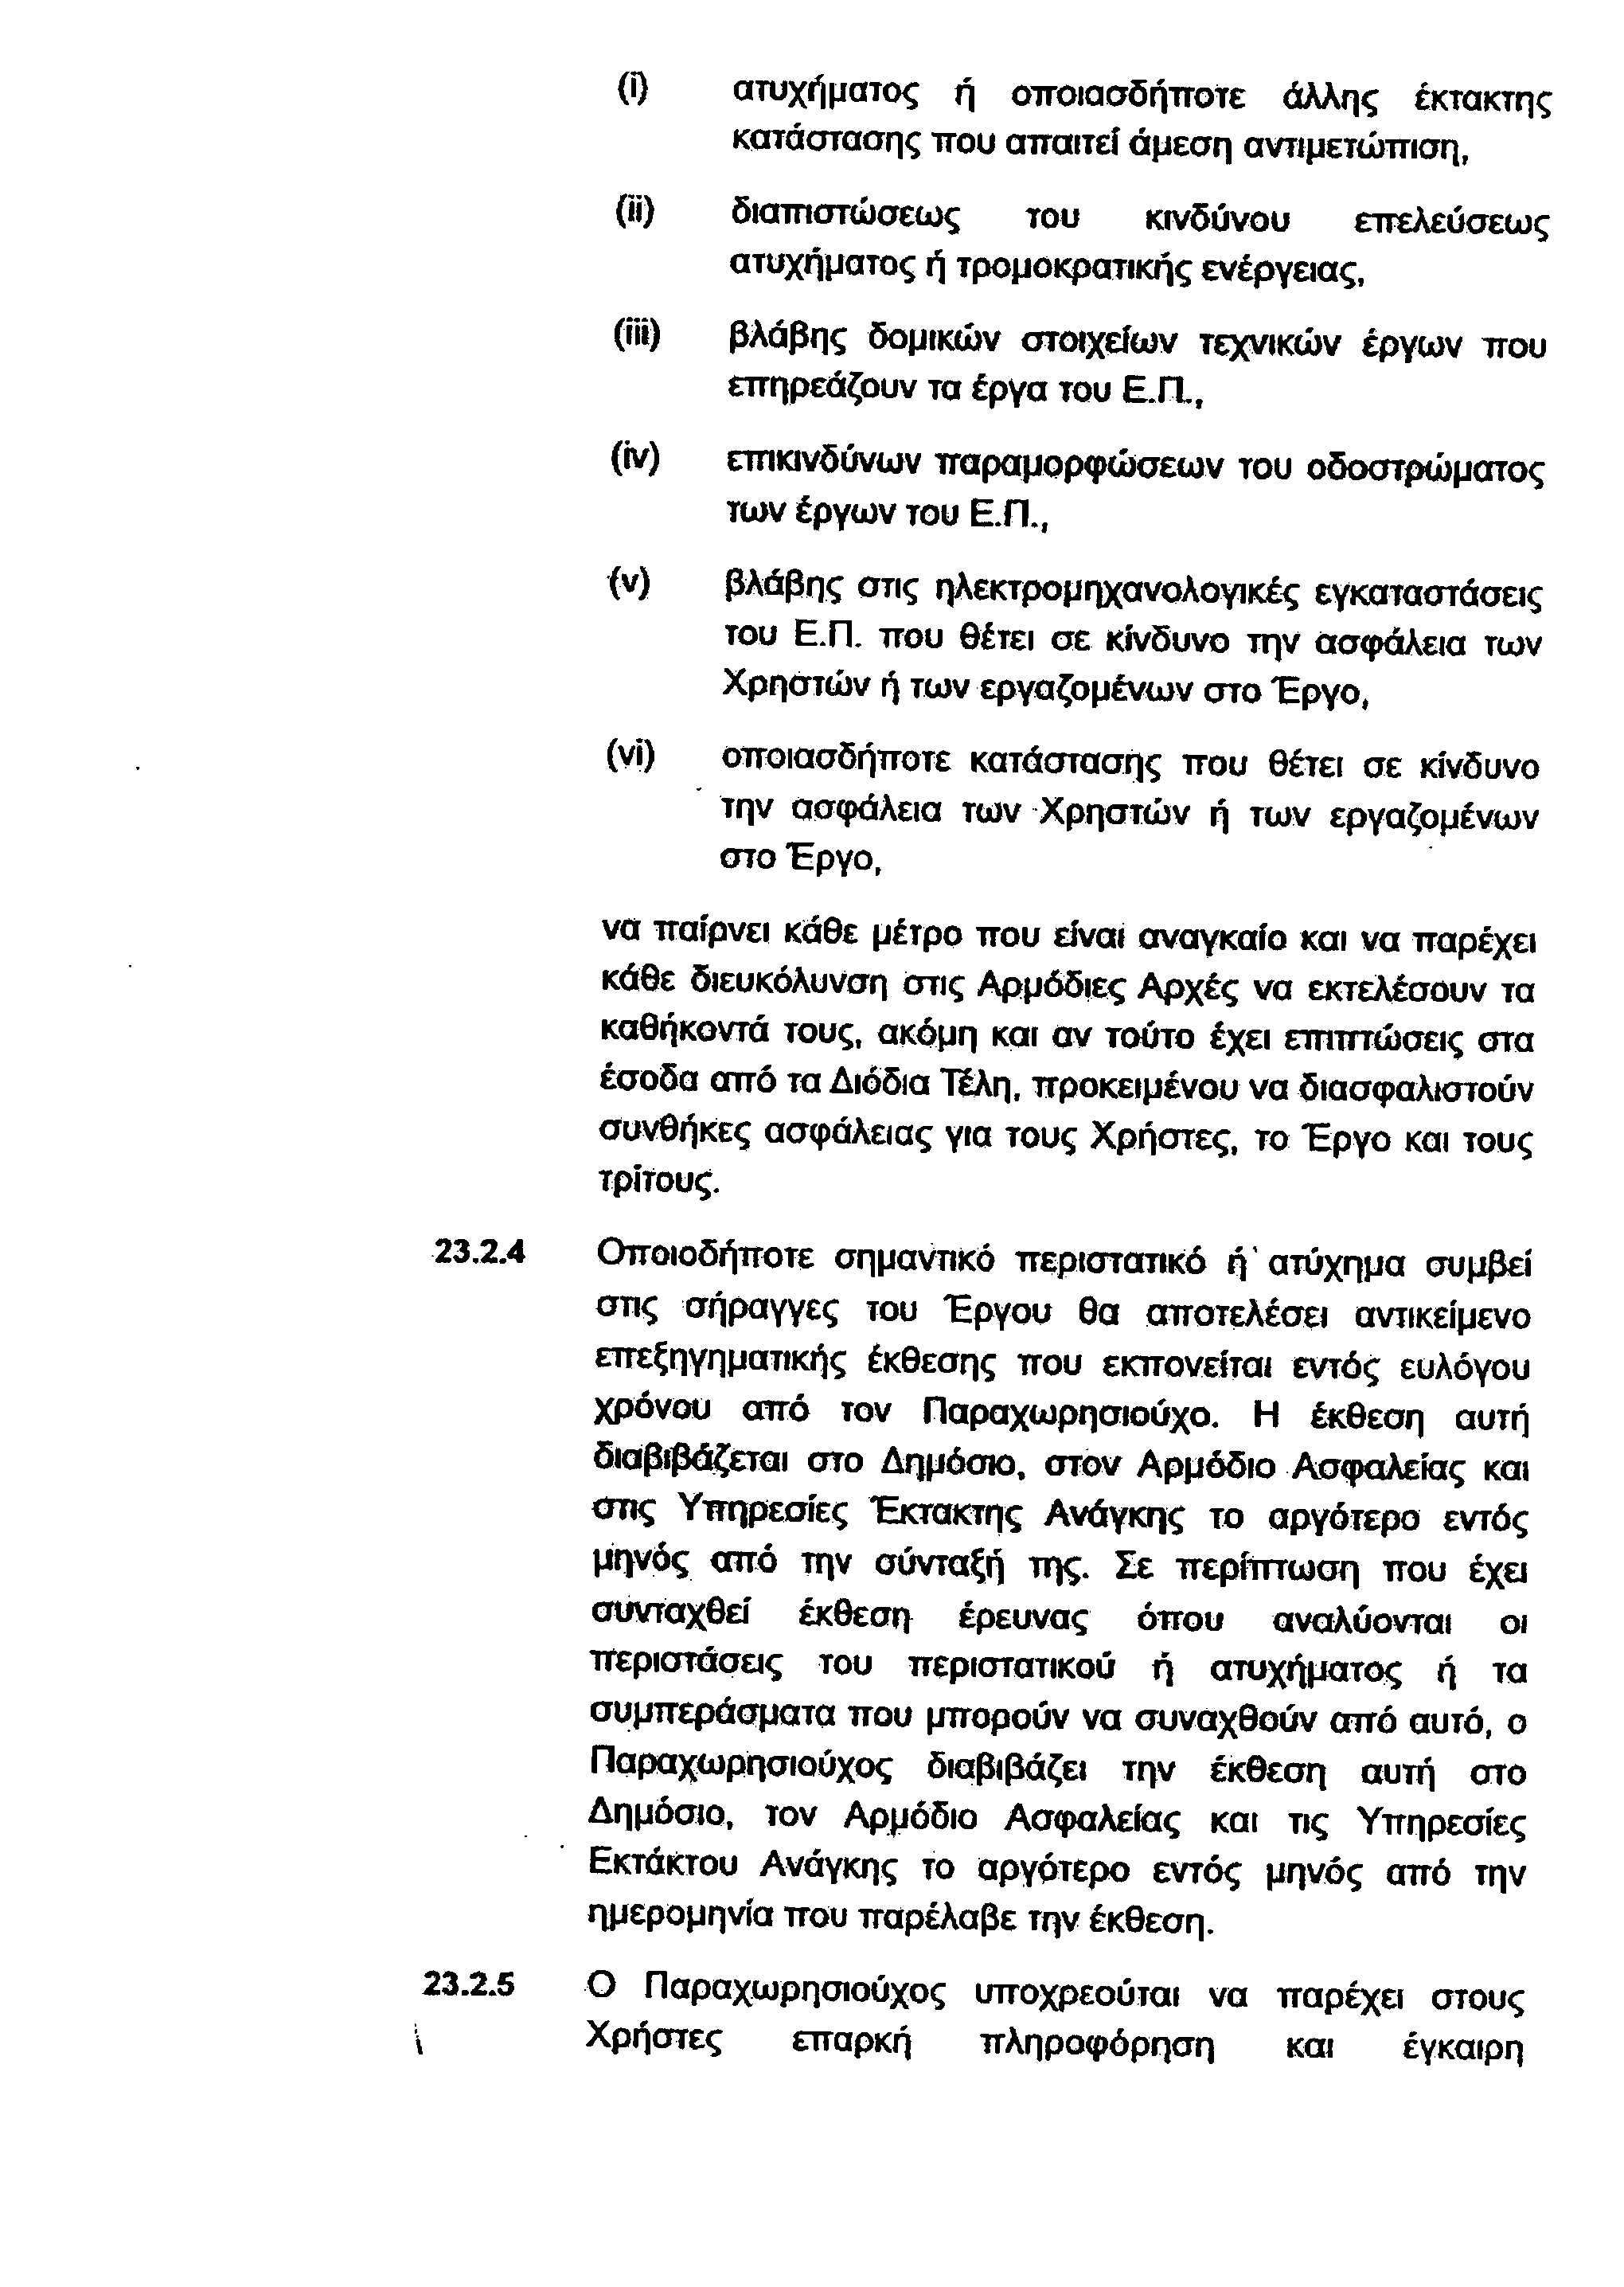 (i) ατυχήματος ή οποιασδήποτε άλλης έκτακτης
κατάστασης που απαιτεί άμεση αντιμετώπιση,
(ii) διαπιστώσεως του κινδύνου επελεύσεως
ατυχήματος ή τρομοκρατικής ενέργειας,
(iii) βλάβης δομικών στοιχείων τεχνικών έργων που
επηρεάζουν τα έργα του Ε.Π.,
(iv) επικινδύνων παραμορφώσεων του οδοστρώματος
των έργων του Ε.Π.,
(v) βλάβης στις ηλεκτρομηχανολογικές εγκαταστάσεις
του Ε.Π. που θέτει σε κίνδυνο την ασφάλεια των
Χρηστών ή των εργαζομένων στο Έργο,
(vi) οποιασδήποτε κατάστασης που θέτει σε κίνδυνο
την ασφάλεια των Χρηστών ή των εργαζομένων
στο Έργο,
να παίρνει κάθε μέτρο που είναι αναγκαίο και να παρέχει
κάθε διευκόλυνση στις Αρμόδιες Αρχές να εκτελέσουν τα
καθήκοντά τους, ακόμη και αν τούτο έχει επιπτώσεις στα
έσοδα από τα Διόδια Τέλη, προκειμένου να διασφαλιστούν
συνθήκες ασφάλειας για τους Χρήστες, το Έργο και τους
τρίτους.
23.2.4 Οποιοδήποτε σημαντικό περιστατικό ή ατύχημα συμβεί
στις σήραγγες του Έργου θα αποτελέσει αντικείμενο
επεξηγηματικής έκθεσης που εκπονείται εντός ευλόγου
χρόνου από τον Παραχωρησιούχο. Η έκθεση αυτή
διαβιβάζεται στο Δημόσιο, στον Αρμόδιο Ασφαλείας και
στις Υπηρεσίες Έκτακτης Ανάγκης το αργότερο εντός
μηνός από την σύνταξή της. Σε περίπτωση που έχει
συνταχθεί έκθεση έρευνας όπου αναλύονται οι
περιστάσεις του περιστατικού ή ατυχήματος ή τα
συμπεράσματα που μπορούν να συναχθούν από αυτό, ο
Παραχωρησιούχος διαβιβάζει την έκθεση αυτή στο
Δημόσιο, τον Αρμόδιο Ασφαλείας και τις Υπηρεσίες
Εκτάκτου Ανάγκης το αργότερο εντός μηνός από την
ημερομηνία που παρέλαβε την έκθεση.
23.2.5 Ο Παραχωρησιούχος υποχρεούται να παρέχει στους
Χρήστες επαρκή πληροφόρηση και έγκαιρη